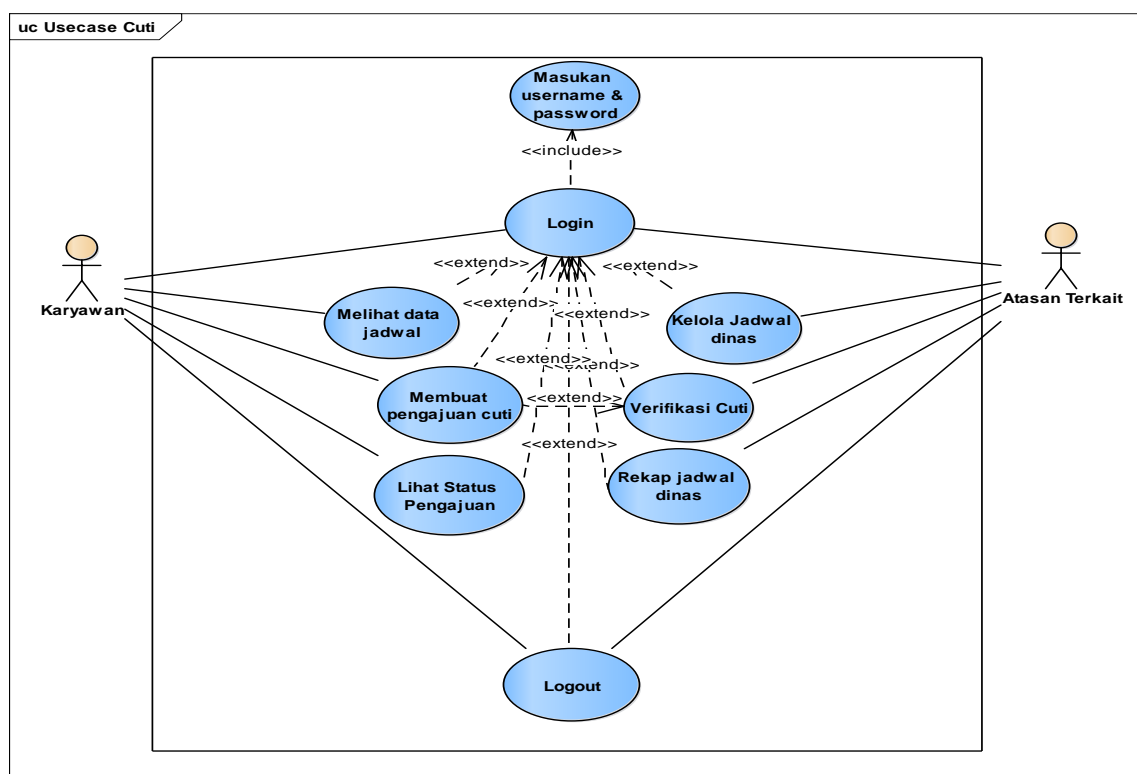 uc Usecase Cuti
Masukan
username &
password
<<include>>
Login
Karyawan
Atasan Terkait
<<extend>>
<<extend>>
<<extend>>
<<extend>>
Melihat data
jadwal
Kelola Jadwal
dinas
<<extend>>
<<extend>>
Membuat
pengajuan cuti
<<extend>>
Verifikasi Cuti
<<extend>>
Lihat Status
Pengajuan
Rekap jadwal
dinas
Logout